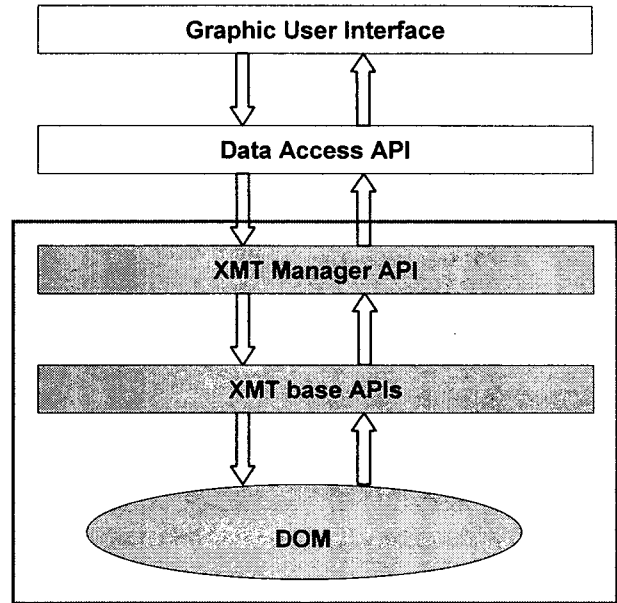 Graphic User Interface
Data Access API
XMT Manager API
XMT base APIs
DOM